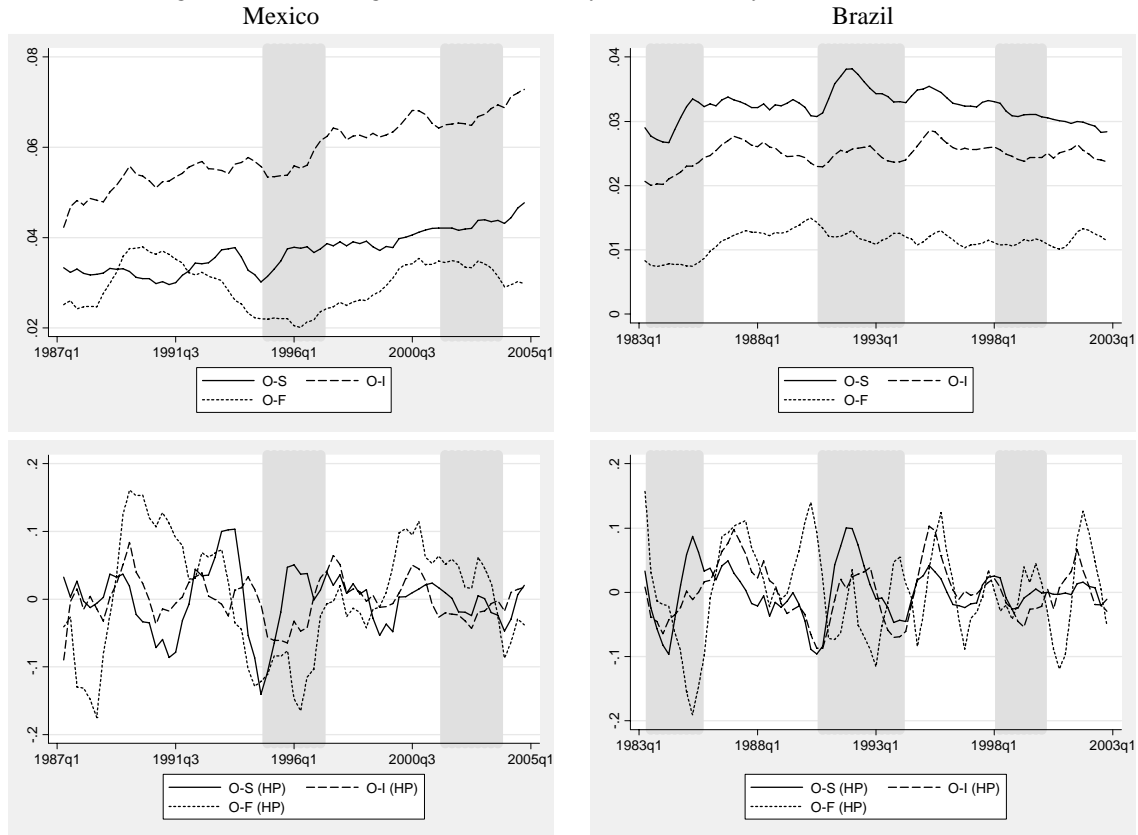 Mexico
Brazil
.08
.06
.04
.02
1987q1 1991q3 1996q1 2000q3 2005q1
O-S O-I
O-F
.04
.03
.02
.01
0
1983q1 1988q1 1993q1 1998q1 2003q1
O-S O-I
O-F
.2
.1
0
-.1
-.2
1987q1 1991q3 1996q1 2000q3 2005q1
O-S (HP) O-I (HP)
O-F (HP)
.2
.1
0
-.1
-.2
1983q1 1988q1 1993q1 1998q1 2003q1
O-S (HP) O-I (HP)
O-F (HP)